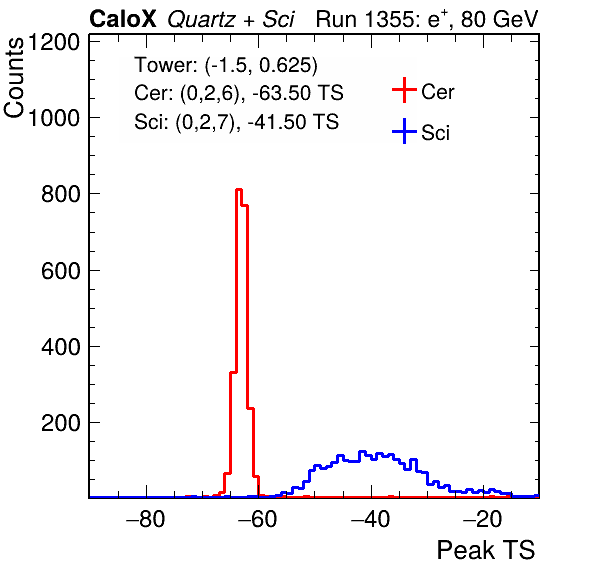 CaloX Quartz + Sci Run 1355: e⁺, 80 GeV
Counts
1200
1000
800
600
400
200
Tower: (-1.5, 0.625)
Cer: (0,2,6), -63.50 TS
Sci: (0,2,7), -41.50 TS
Cer
Sci
−80 −60 −40 −20
Peak TS